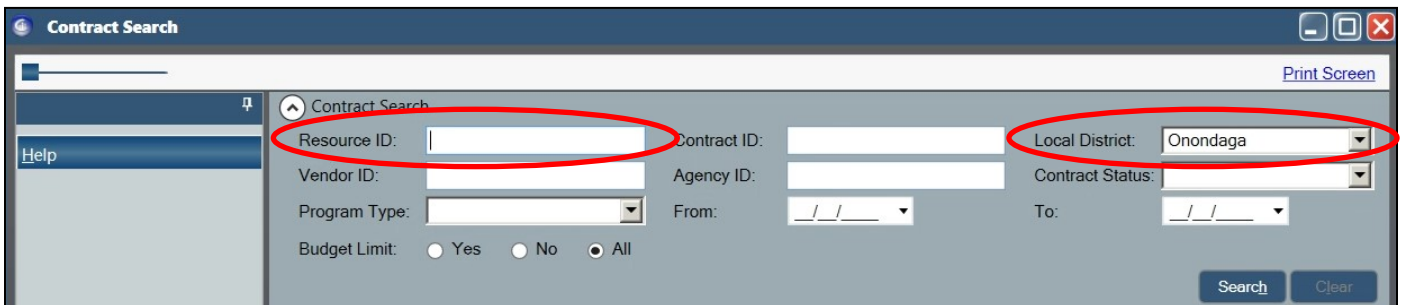 Contract Search
Print Screen
Contract Search
Help
Resource ID: Contract ID: Local District: Onondaga
Vendor ID: Agency ID: Contract Status:
Program Type: From: __/__/____ To: __/__/____
Budget Limit: Yes No All
Search Clear